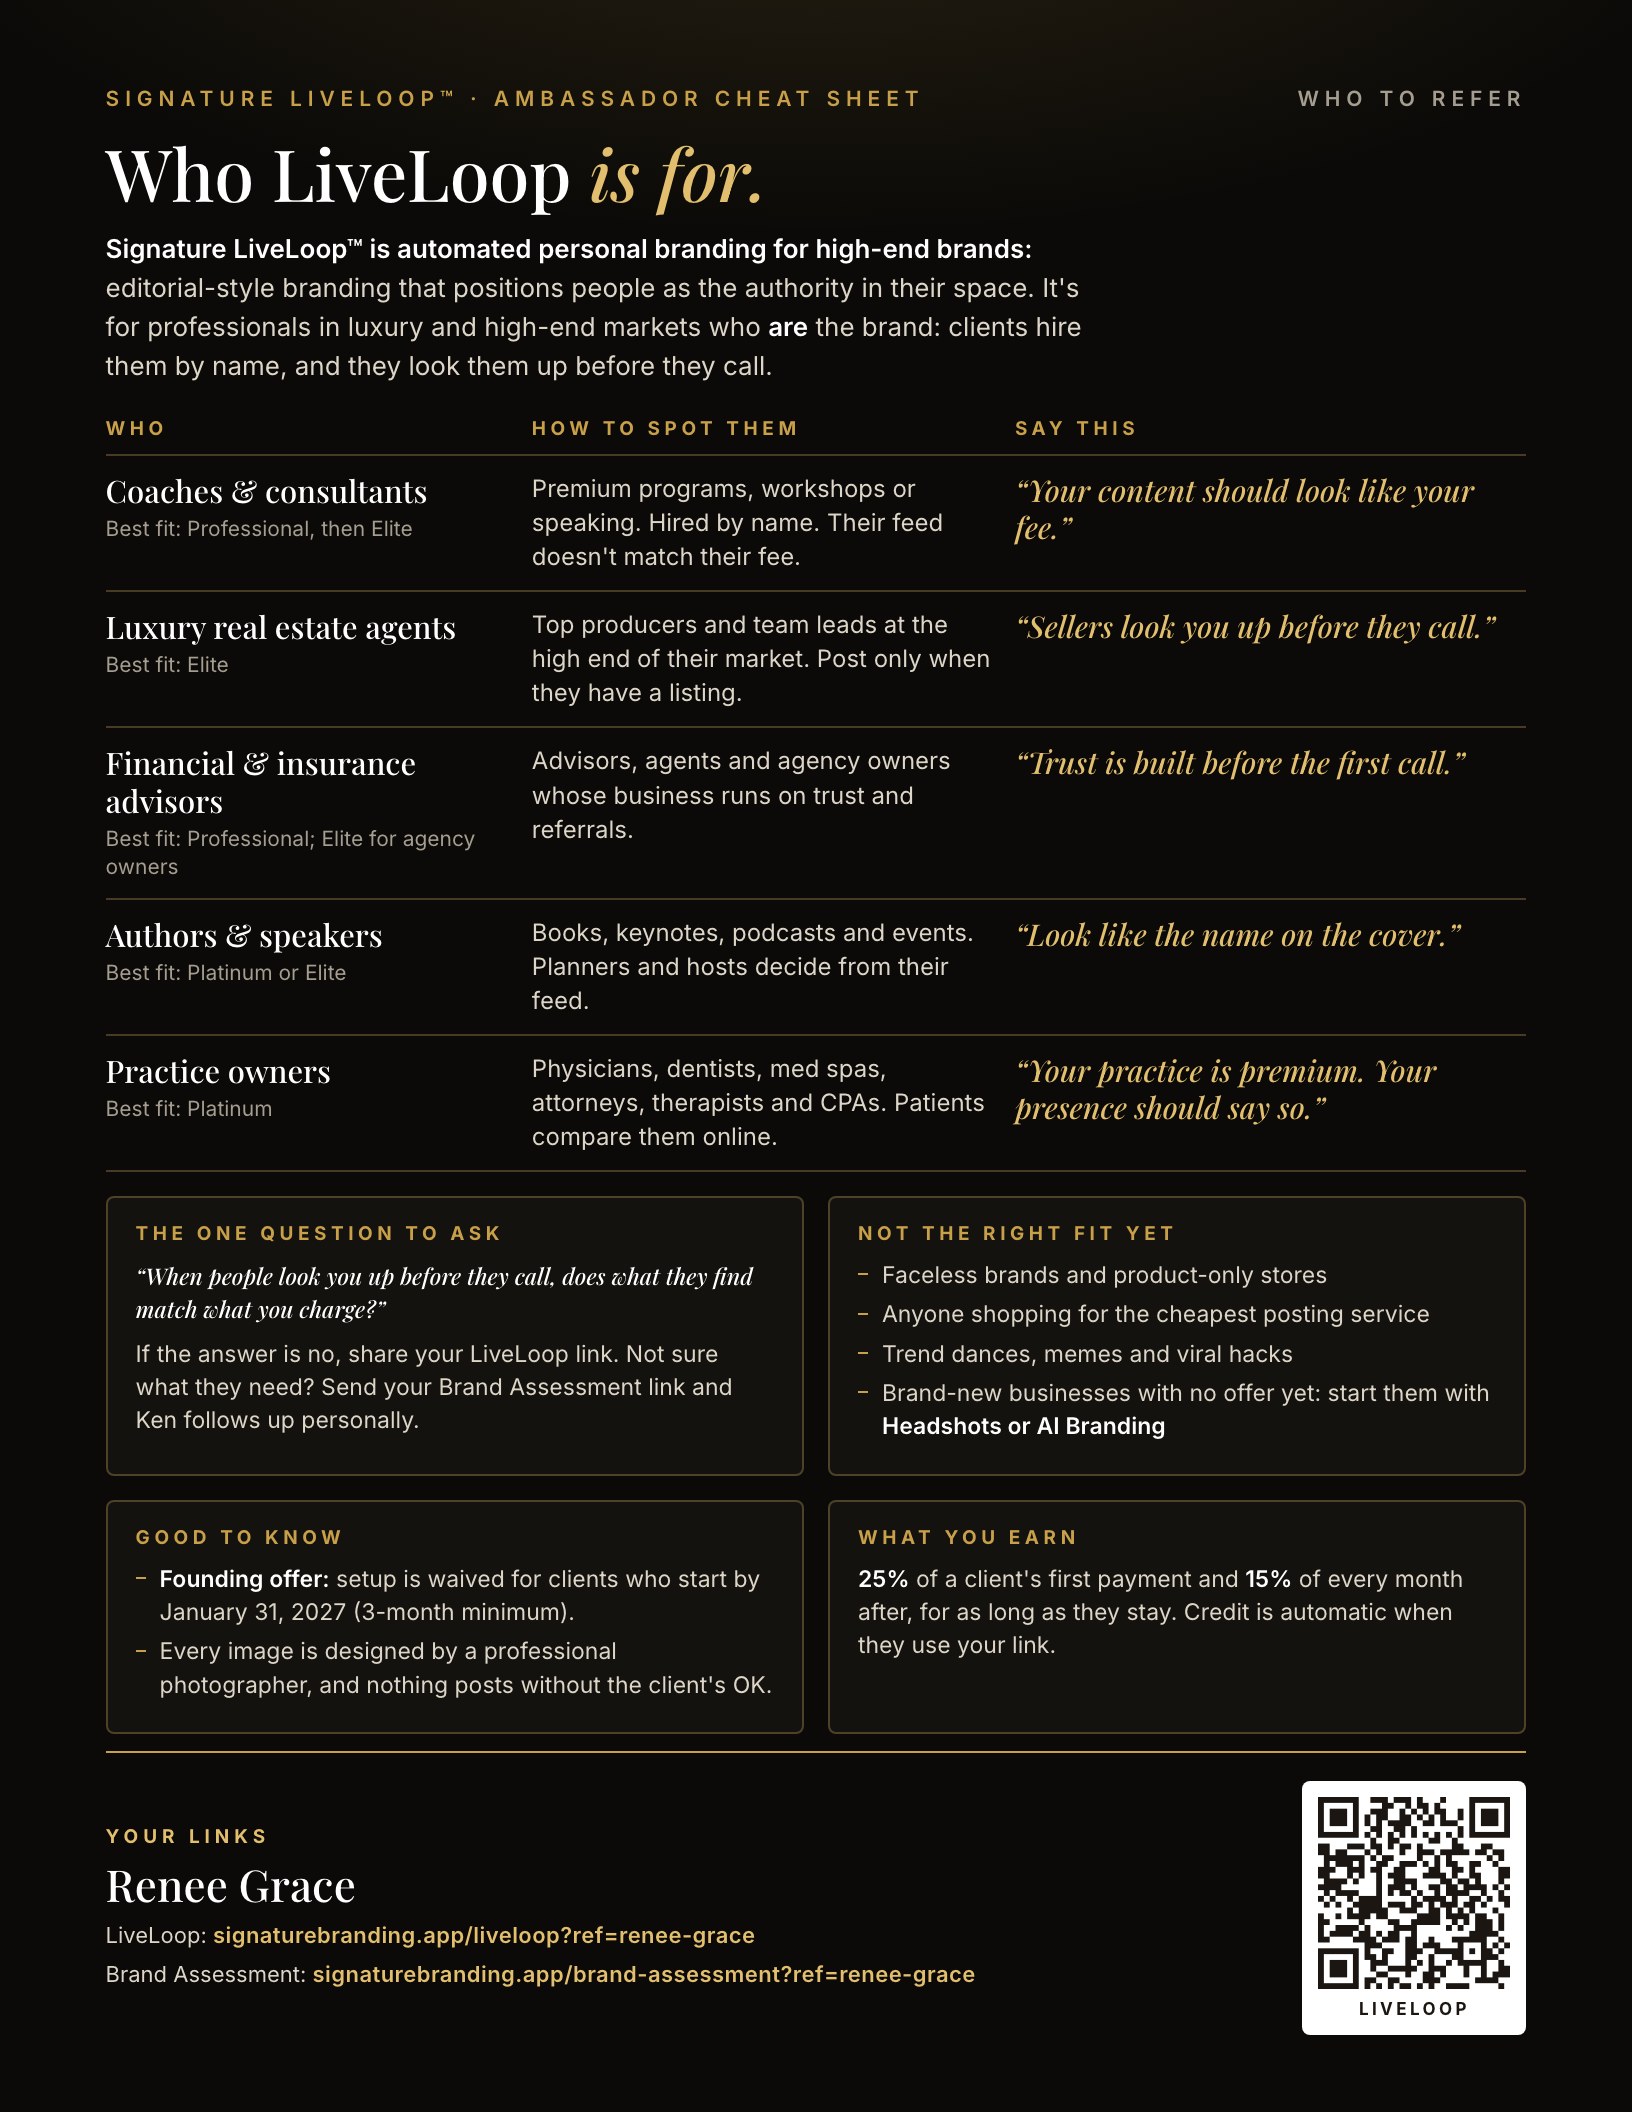 SIGNATURE LIVELOOP™ · AMBASSADOR CHEAT SHEET
WHO TO REFER
Who LiveLoop is for.
Signature LiveLoop™ is automated personal branding for high-end brands:
editorial-style branding that positions people as the authority in their space. It's
for professionals in luxury and high-end markets who are the brand: clients hire
them by name, and they look them up before they call.
WHO
HOW TO SPOT THEM
SAY THIS
Coaches & consultants
Best fit: Professional, then Elite
Premium programs, workshops or
speaking. Hired by name. Their feed
doesn't match their fee.
“Your content should look like your
fee.”
Luxury real estate agents
Best fit: Elite
Top producers and team leads at the
high end of their market. Post only when
they have a listing.
“Sellers look you up before they call.”
Financial & insurance
advisors
Best fit: Professional; Elite for agency
owners
Advisors, agents and agency owners
whose business runs on trust and
referrals.
“Trust is built before the first call.”
Authors & speakers
Best fit: Platinum or Elite
Books, keynotes, podcasts and events.
Planners and hosts decide from their
feed.
“Look like the name on the cover.”
Practice owners
Best fit: Platinum
Physicians, dentists, med spas,
attorneys, therapists and CPAs. Patients
compare them online.
“Your practice is premium. Your
presence should say so.”
THE ONE QUESTION TO ASK
“When people look you up before they call, does what they find
match what you charge?”
If the answer is no, share your LiveLoop link. Not sure
what they need? Send your Brand Assessment link and
Ken follows up personally.
NOT THE RIGHT FIT YET
– Faceless brands and product-only stores
– Anyone shopping for the cheapest posting service
– Trend dances, memes and viral hacks
– Brand-new businesses with no offer yet: start them with
Headshots or AI Branding
GOOD TO KNOW
– Founding offer: setup is waived for clients who start by
January 31, 2027 (3-month minimum).
– Every image is designed by a professional
photographer, and nothing posts without the client's OK.
WHAT YOU EARN
25% of a client's first payment and 15% of every month
after, for as long as they stay. Credit is automatic when
they use your link.
YOUR LINKS
Renee Grace
LiveLoop: signaturebranding.app/liveloop?ref=renee-grace
Brand Assessment: signaturebranding.app/brand-assessment?ref=renee-grace
LIVELOOP